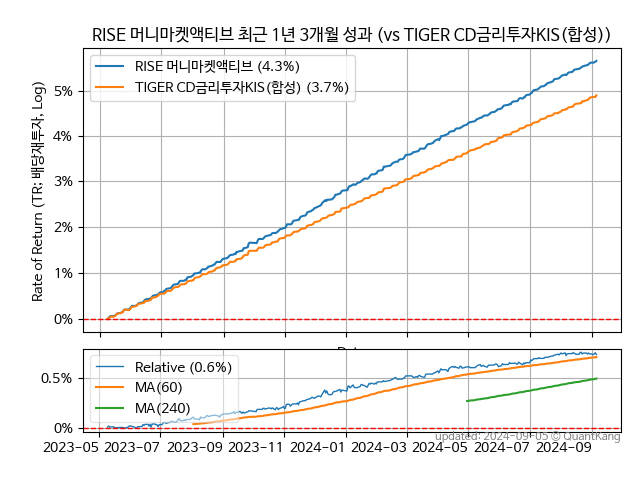 RISE 머니마켓액티브 최근 1년 3개월 성과 (vs TIGER CD금리투자KIS(합성))
Rate of Return (TR; 배당재투자, Log)
RISE 머니마켓액티브 (4.3%)
TIGER CD금리투자KIS(합성) (3.7%)
5%
4%
3%
2%
1%
0%
Relative (0.6%)
MA(60)
MA(240)
0.5%
0%
2023-05 2023-07 2023-09 2023-11 2024-01 2024-03 2024-05 2024-07 2024-09
updated: 2024-09-05 © QuantKang